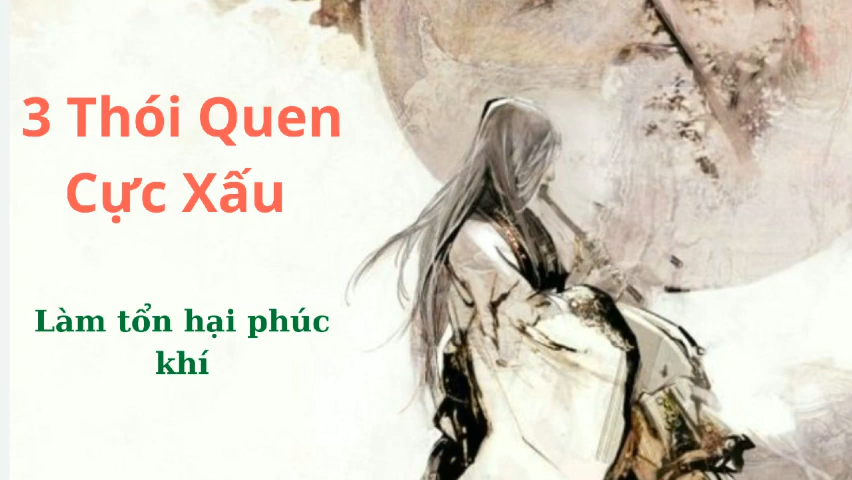 3 Thói Quen
Cực Xấu
Làm tổn hại phúc
khí